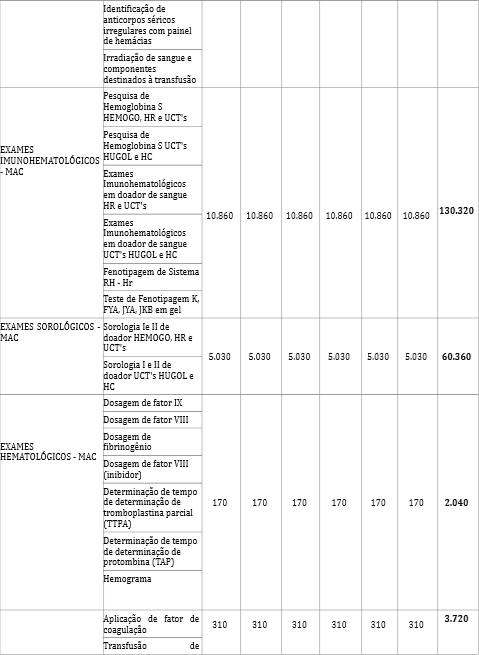 Identificação de
anticorpos séricos
irregulares com painel
de hemácias
Irradiação de sangue e
componentes
destinados à transfusão
EXAMES
IMUNOHEMATOLÓGICOS
- MAC
Pesquisa de
Hemoglobina S
HEMOGO, HR e UCT's
Pesquisa de
Hemoglobina S UCT's
HUGOL e HC
Exames
Imunohematológicos
em doador de sangue
HR e UCT's
Exames
Imunohematológicos
em doador de sangue
UCT's HUGOL e HC
Fenotipagem de Sistema
RH - Hr
Teste de Fenotipagem K,
FYA, JYA, JKB em gel
10.860 10.860 10.860 10.860 10.860 10.860 130.320
EXAMES SOROLÓGICOS -
MAC
Sorologia Ie II de
doador HEMOGO, HR e
UCT's
Sorologia I e II de
doador UCT's HUGOL e
HC
5.030 5.030 5.030 5.030 5.030 5.030 60.360
EXAMES
HEMATOLÓGICOS - MAC
Dosagem de fator IX
Dosagem de fator VIII
Dosagem de
fibrinogênio
Dosagem de fator VIII
(inibidor)
Determinação de tempo
de determinação de
tromboplastina parcial
(TTPA)
Determinação de tempo
de determinação de
protombina (TAP)
Hemograma
170 170 170 170 170 170 2.040
Aplicação de fator de
coagulação
310 310 310 310 310 310 3.720
Transfusão de